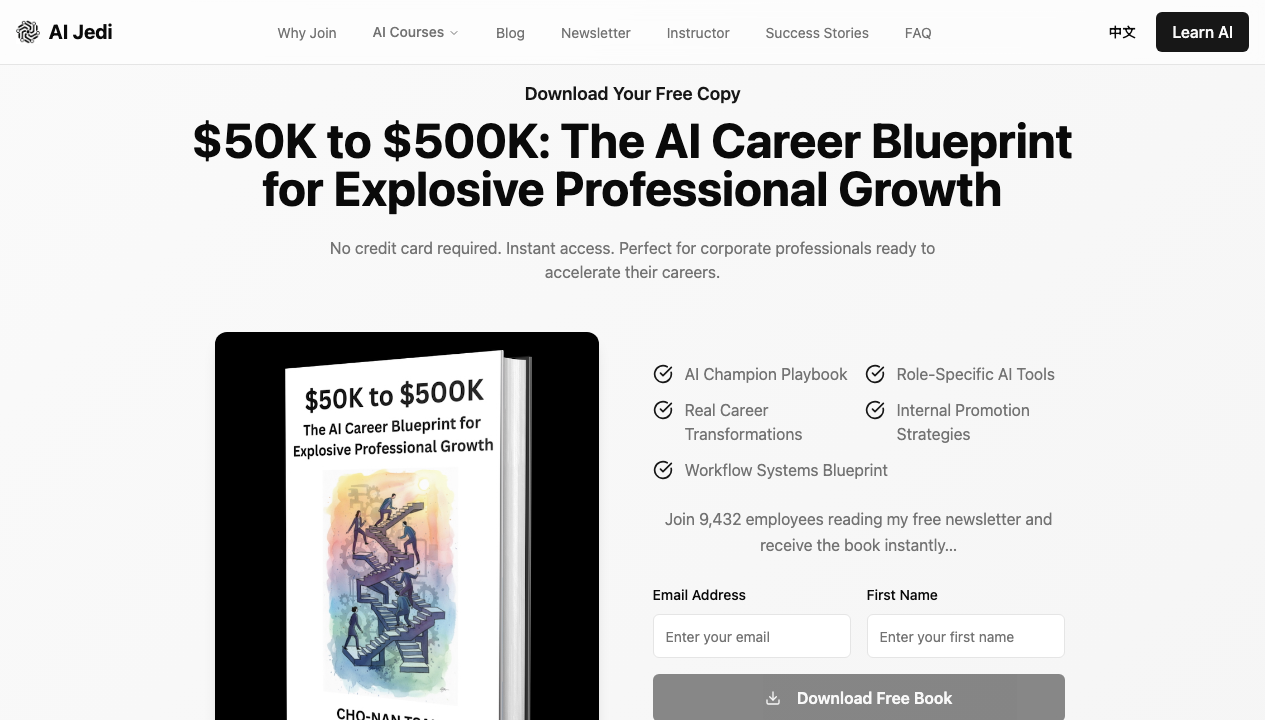 AI Jedi
Why Join
AI Courses
Blog
Newsletter
Instructor
Success Stories
FAQ
中文
Learn AI
Download Your Free Copy
$50K to $500K: The AI Career Blueprint
for Explosive Professional Growth
No credit card required. Instant access. Perfect for corporate professionals ready to
accelerate their careers.
$50K to $500K
The AI Career Blueprint for
Explosive Professional Growth
CHO-NAN
AI Champion Playbook
Role-Specific AI Tools
Real Career
Transformations
Internal Promotion
Strategies
Workflow Systems Blueprint
Join 9,432 employees reading my free newsletter and
receive the book instantly...
Email Address
First Name
Enter your email
Enter your first name
Download Free Book